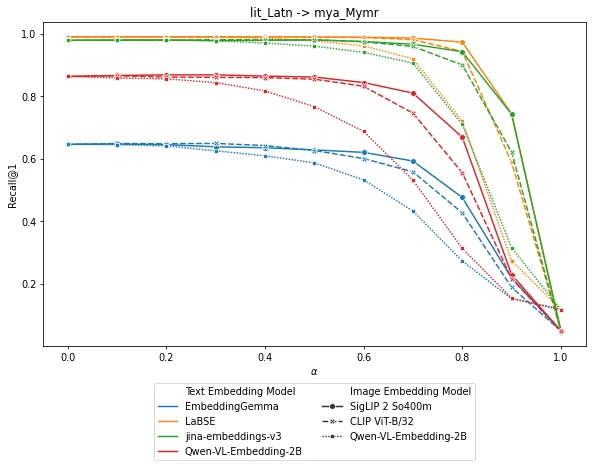 lit_Latn -> mya_Mymr
1.0
0.8
0.6
0.4
0.2
Recall@1
0.0 0.2 0.4 0.6 0.8 1.0
α
Text Embedding Model Image Embedding Model
EmbeddingGemma SigLIP 2 So400m
LaBSE CLIP ViT-B/32
jina-embeddings-v3 Qwen-VL-Embedding-2B
Qwen-VL-Embedding-2B